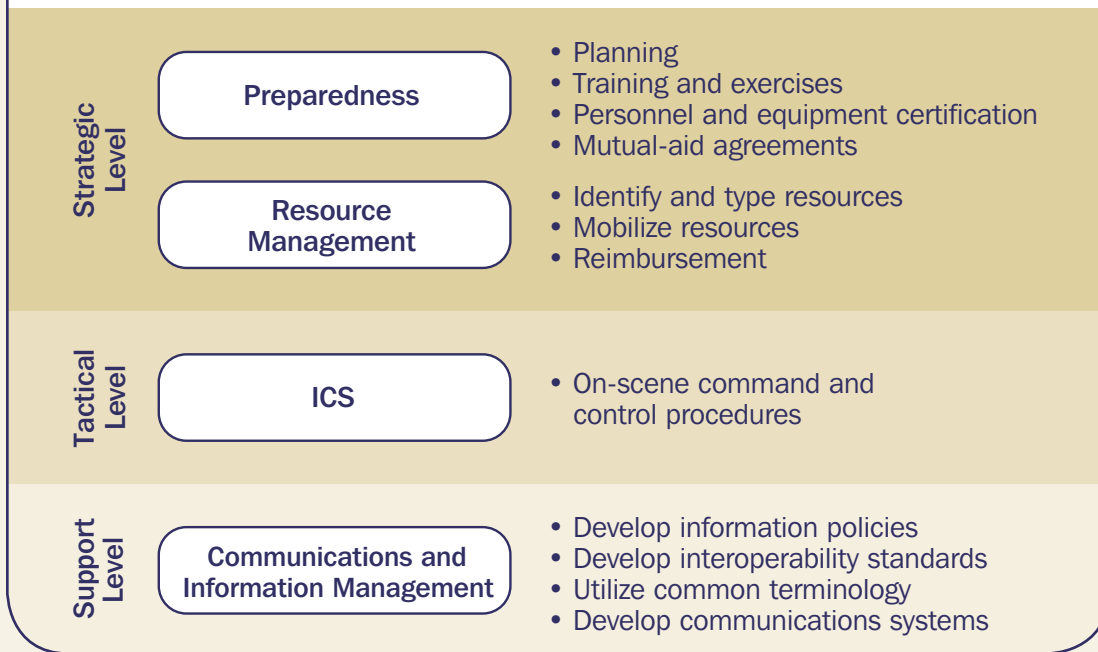 Strategic
Level
Preparedness
• Planning
• Training and exercises
• Personnel and equipment certification
• Mutual-aid agreements
Resource
Management
• Identify and type resources
• Mobilize resources
• Reimbursement
Tactical
Level
ICS
• On-scene command and
control procedures
Support
Level
Communications and
Information Management
• Develop information policies
• Develop interoperability standards
• Utilize common terminology
• Develop communications systems